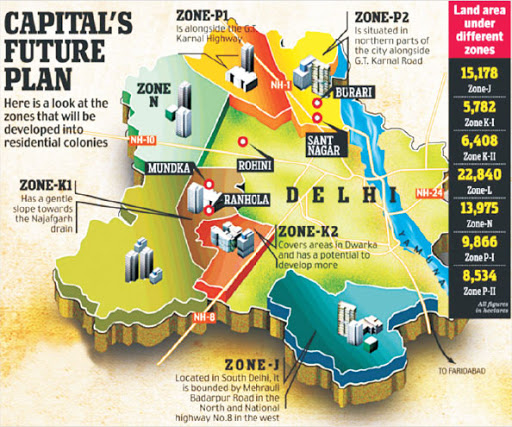 CAPITAL'S
FUTURE
PLAN
Here is a look at the
zones that will be
developed into
residential colonies
ZONE-P1
Is alongside the G.T.
Karnal Highway
ZONE-P2
Is situated in
northern parts of
the city alongside
G.T. Karnal Road
ZONE
N
NH-1
BURARI
SANT
NAGAR
NH-10
ROHINI
MUNDKA
RANHCLA
DELHI
NH-24
YAMUNA
ZONE-K1
Has a gentle
slope towards
the Najafgarh
drain
ZONE-K2
Covers areas in Dwarka
and has a potential to
develop more
NH-8
ZONE-J
Located in South Delhi, it
is bounded by Mehrauli
Badarpur Road in the
North and National
highway No.8 in the west
TO FARIDABAD
Land area
under
different
zones
15,178
Zone-J
5,782
Zone K-I
6,408
Zone K-II
22,840
Zone-L
13,975
Zone-N
9,866
Zone P-I
8,534
Zone P-II
All figures
in hectares